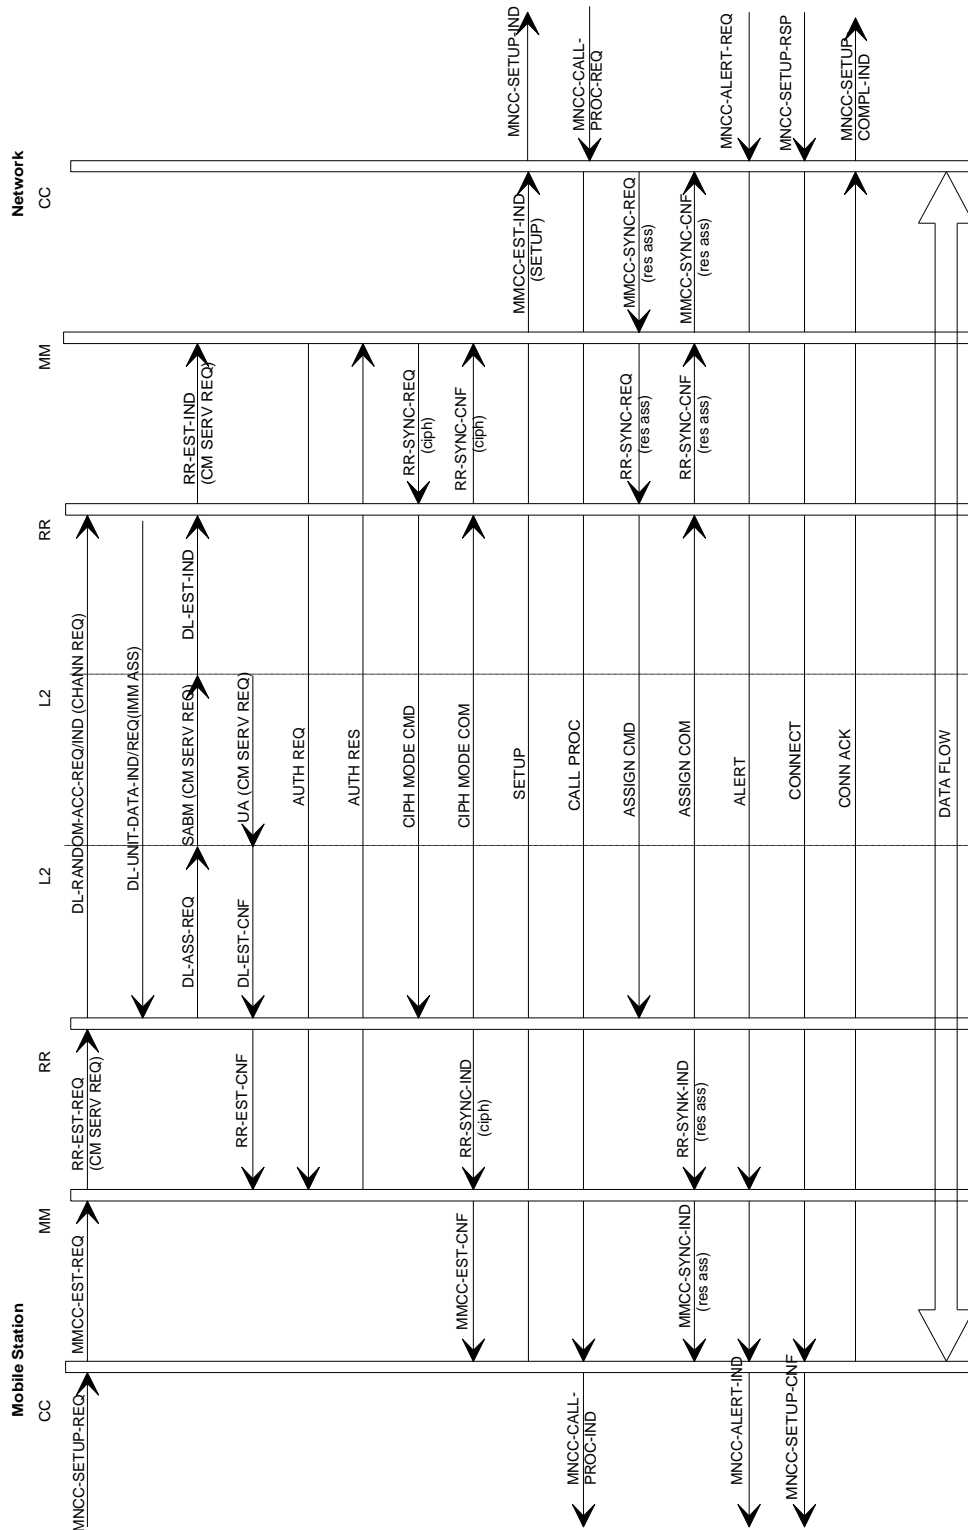 Mobile Station
Network
CC
MM
RR
L2
L2
RR
MM
CC
MNCC-SETUP-REQ
MMCC-EST-REQ
RR-EST-REQ
(CM SERV REQ)
DL-RANDOM-ACC-REQ/IND (CHANN REQ)
DL-UNIT-DATA-IND/REQ(IMM ASS)
DL-ASS-REQ
SABM (CM SERV REQ)
DL-EST-IND
RR-EST-IND
(CM SERV REQ)
RR-EST-CNF
DL-EST-CNF
UA (CM SERV REQ)
AUTH REQ
AUTH RES
CIPH MODE CMD
RR-SYNC-REQ
(ciph)
MMCC-EST-CNF
RR-SYNC-IND
(ciph)
CIPH MODE COM
RR-SYNC-CNF
(ciph)
SETUP
MMCC-EST-IND
(SETUP)
MNCC-SETUP-IND
MNCC-CALL-
PROC-IND
CALL PROC
MNCC-CALL-
PROC-REQ
ASSIGN CMD
RR-SYNC-REQ
(res ass)
MMCC-SYNC-REQ
(res ass)
MMCC-SYNC-IND
(res ass)
RR-SYNK-IND
(res ass)
ASSIGN COM
RR-SYNC-CNF
(res ass)
MMCC-SYNC-CNF
(res ass)
MNCC-ALERT-IND
ALERT
MNCC-ALERT-REQ
MNCC-SETUP-CNF
CONNECT
MNCC-SETUP-RSP
CONN ACK
MNCC-SETUP
COMPL-IND
DATA FLOW